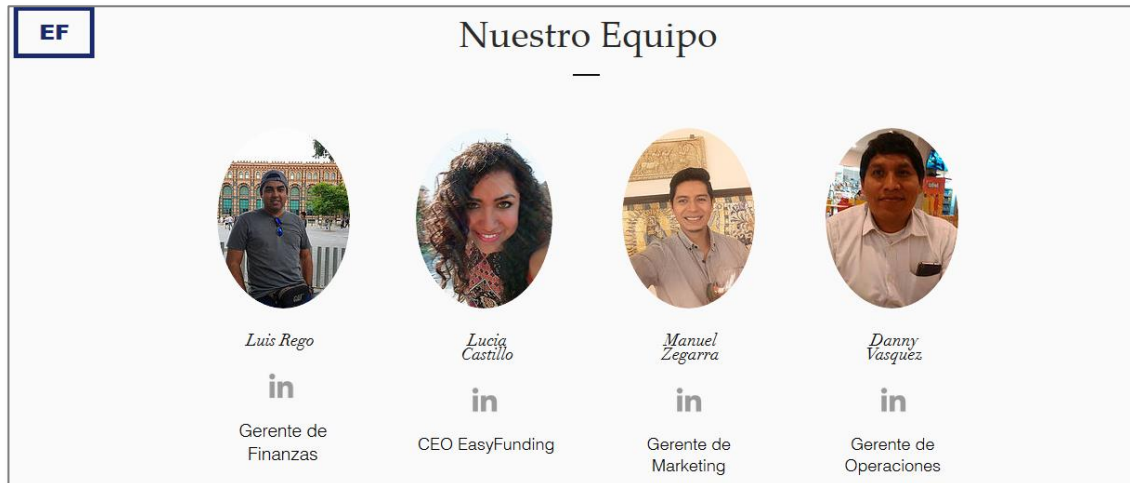 EF
Nuestro Equipo
Luis Rego
Lucia
Castillo
Manuel
Zegarra
Danny
Vasquez
in
in
in
in
Gerente de
Finanzas
CEO EasyFunding
Gerente de
Marketing
Gerente de
Operaciones